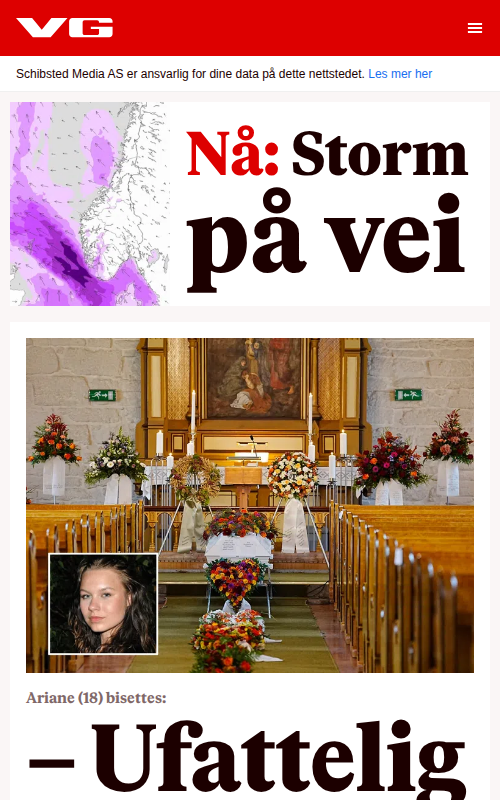 VG
Schibsted Media AS er ansvarlig for dine data på dette nettstedet. Les mer her
Nå: Storm
på vei
Ariane (18) bisettes:
– Ufattelig